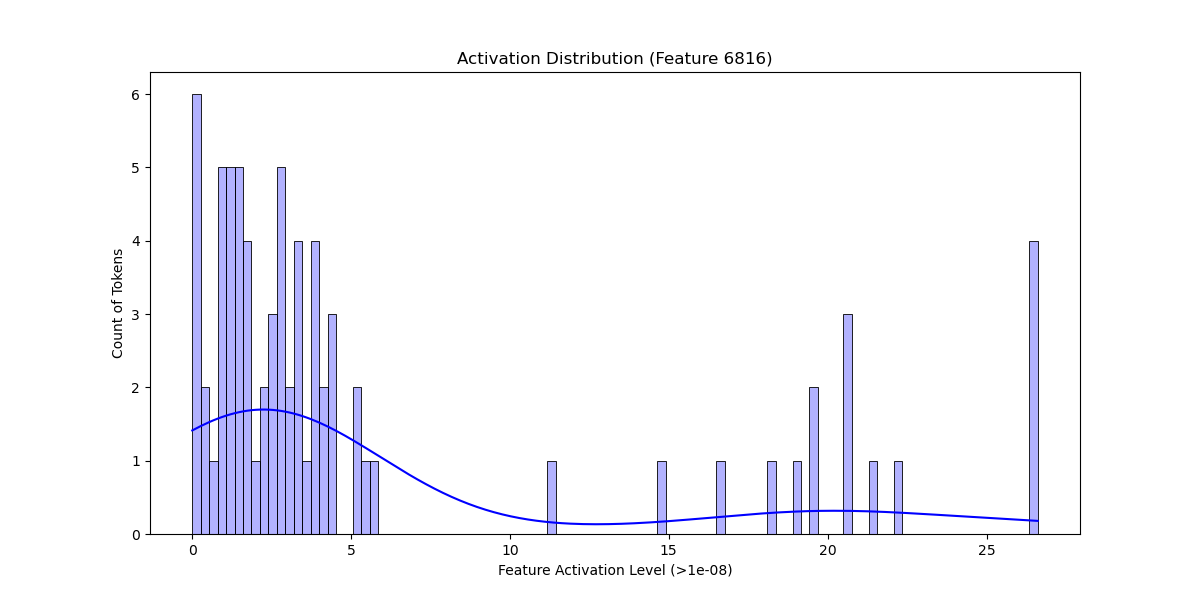 Activation Distribution (Feature 6816)
6
5
4
3
2
1
0
Count of Tokens
0 5 10 15 20 25
Feature Activation Level (>1e-08)